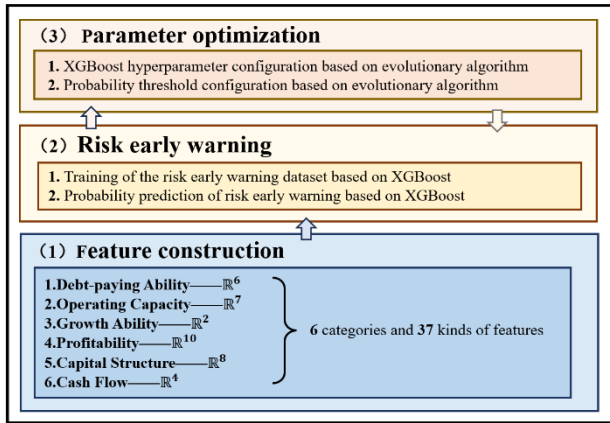 （3） Parameter optimization
1. XGBoost hyperparameter configuration based on evolutionary algorithm
2. Probability threshold configuration based on evolutionary algorithm
（2） Risk early warning
1. Training of the risk early warning dataset based on XGBoost
2. Probability prediction of risk early warning based on XGBoost
（1） Feature construction
1.Debt-paying Ability——ℝ⁶
2.Operating Capacity——ℝ⁷
3.Growth Ability——ℝ²
4.Profitability——ℝ¹⁰
5.Capital Structure——ℝ⁸
6.Cash Flow——ℝ⁴
6 categories and 37 kinds of features